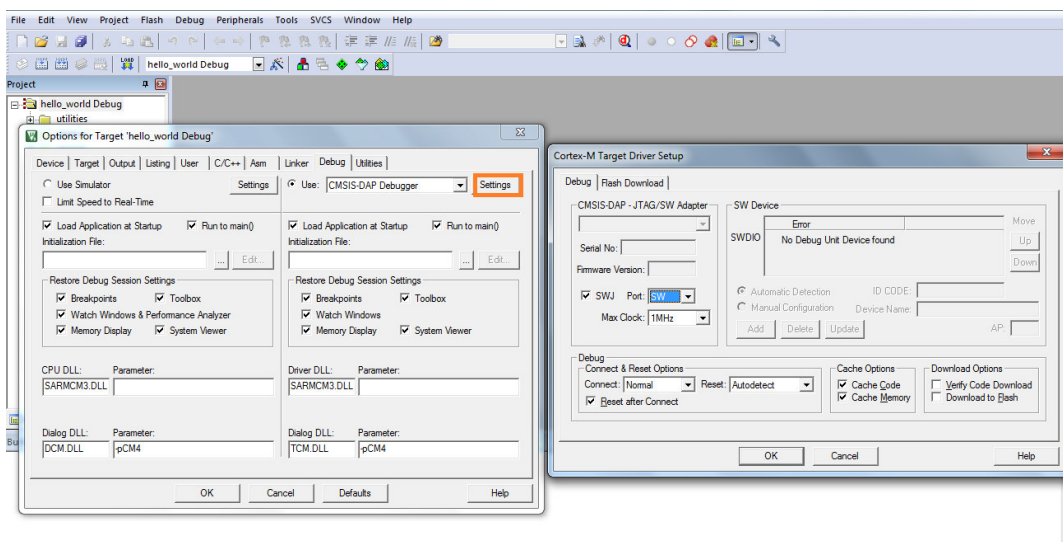 File Edit View Project Flash Debug Peripherals Tools SVCS Window Help
hello_world Debug
Project
hello_world Debug
utilities
Options for Target 'hello_world Debug'
Device Target Output Listing User C/C++ Asm Linker Debug Utilities
Use Simulator Settings
Limit Speed to Real-Time
Use: CMSIS-DAP Debugger Settings
Load Application at Startup Run to main()
Initialization File:
... Edit...
Load Application at Startup Run to main()
Initialization File:
... Edit...
Restore Debug Session Settings
Breakpoints Toolbox
Watch Windows & Performance Analyzer
Memory Display System Viewer
Restore Debug Session Settings
Breakpoints Toolbox
Watch Windows
Memory Display System Viewer
CPU DLL: Parameter:
SARMCM3.DLL
Driver DLL: Parameter:
SARMCM3.DLL
Dialog DLL: Parameter:
DCM.DLL -pCM4
Dialog DLL: Parameter:
TCM.DLL -pCM4
OK Cancel Defaults Help
Cortex-M Target Driver Setup
Debug Flash Download
CMSIS-DAP - JTAG/SW Adapter
Serial No:
Firmware Version:
SWJ Port: SW
Max Clock: 1MHz
SW Device
Error
SWDIO No Debug Unit Device found
Move
Up
Down
Automatic Detection ID CODE:
Manual Configuration Device Name:
Add Delete Update AP:
Debug
Connect & Reset Options
Connect: Normal Reset: Autodetect
Reset after Connect
Cache Options
Cache Code
Cache Memory
Download Options
Verify Code Download
Download to Flash
OK Cancel Help